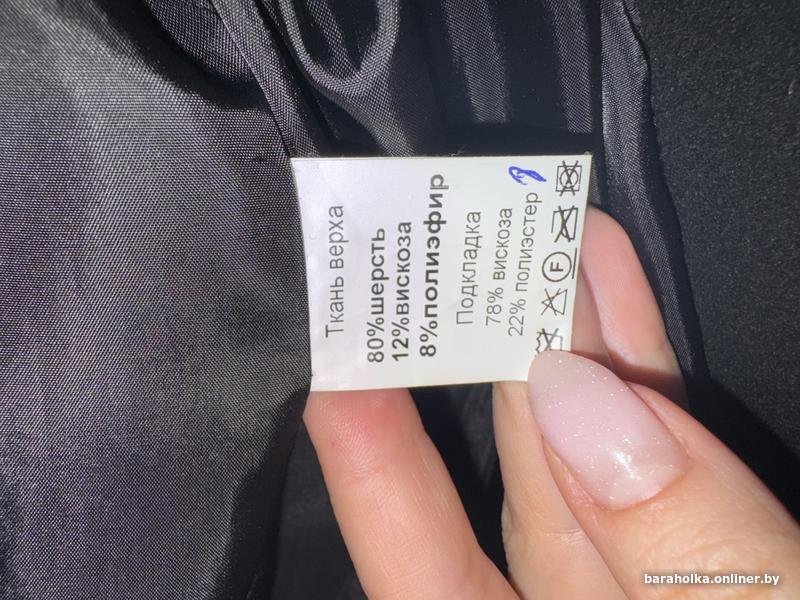 Ткань верха
80%шерсть
12%вискоза
8%полиэфир
Подкладка
78% вискоза
22% полиэстер
F
baraholka.onliner.by